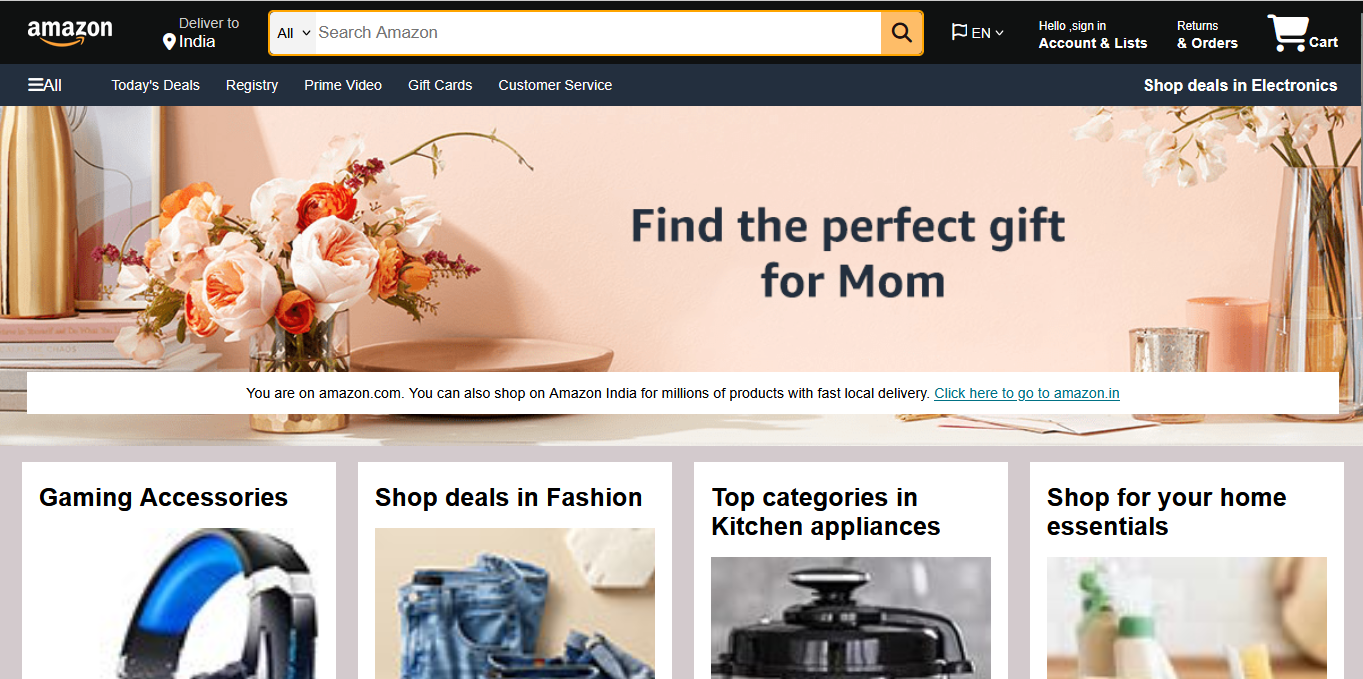 amazon
Deliver to
India
All
Search Amazon
EN
Hello ,sign in
Account & Lists
Returns
& Orders
Cart
All
Today's Deals
Registry
Prime Video
Gift Cards
Customer Service
Shop deals in Electronics
Find the perfect gift
for Mom
You are on amazon.com. You can also shop on Amazon India for millions of products with fast local delivery. Click here to go to amazon.in
Gaming Accessories
Shop deals in Fashion
Top categories in
Kitchen appliances
Shop for your home
essentials